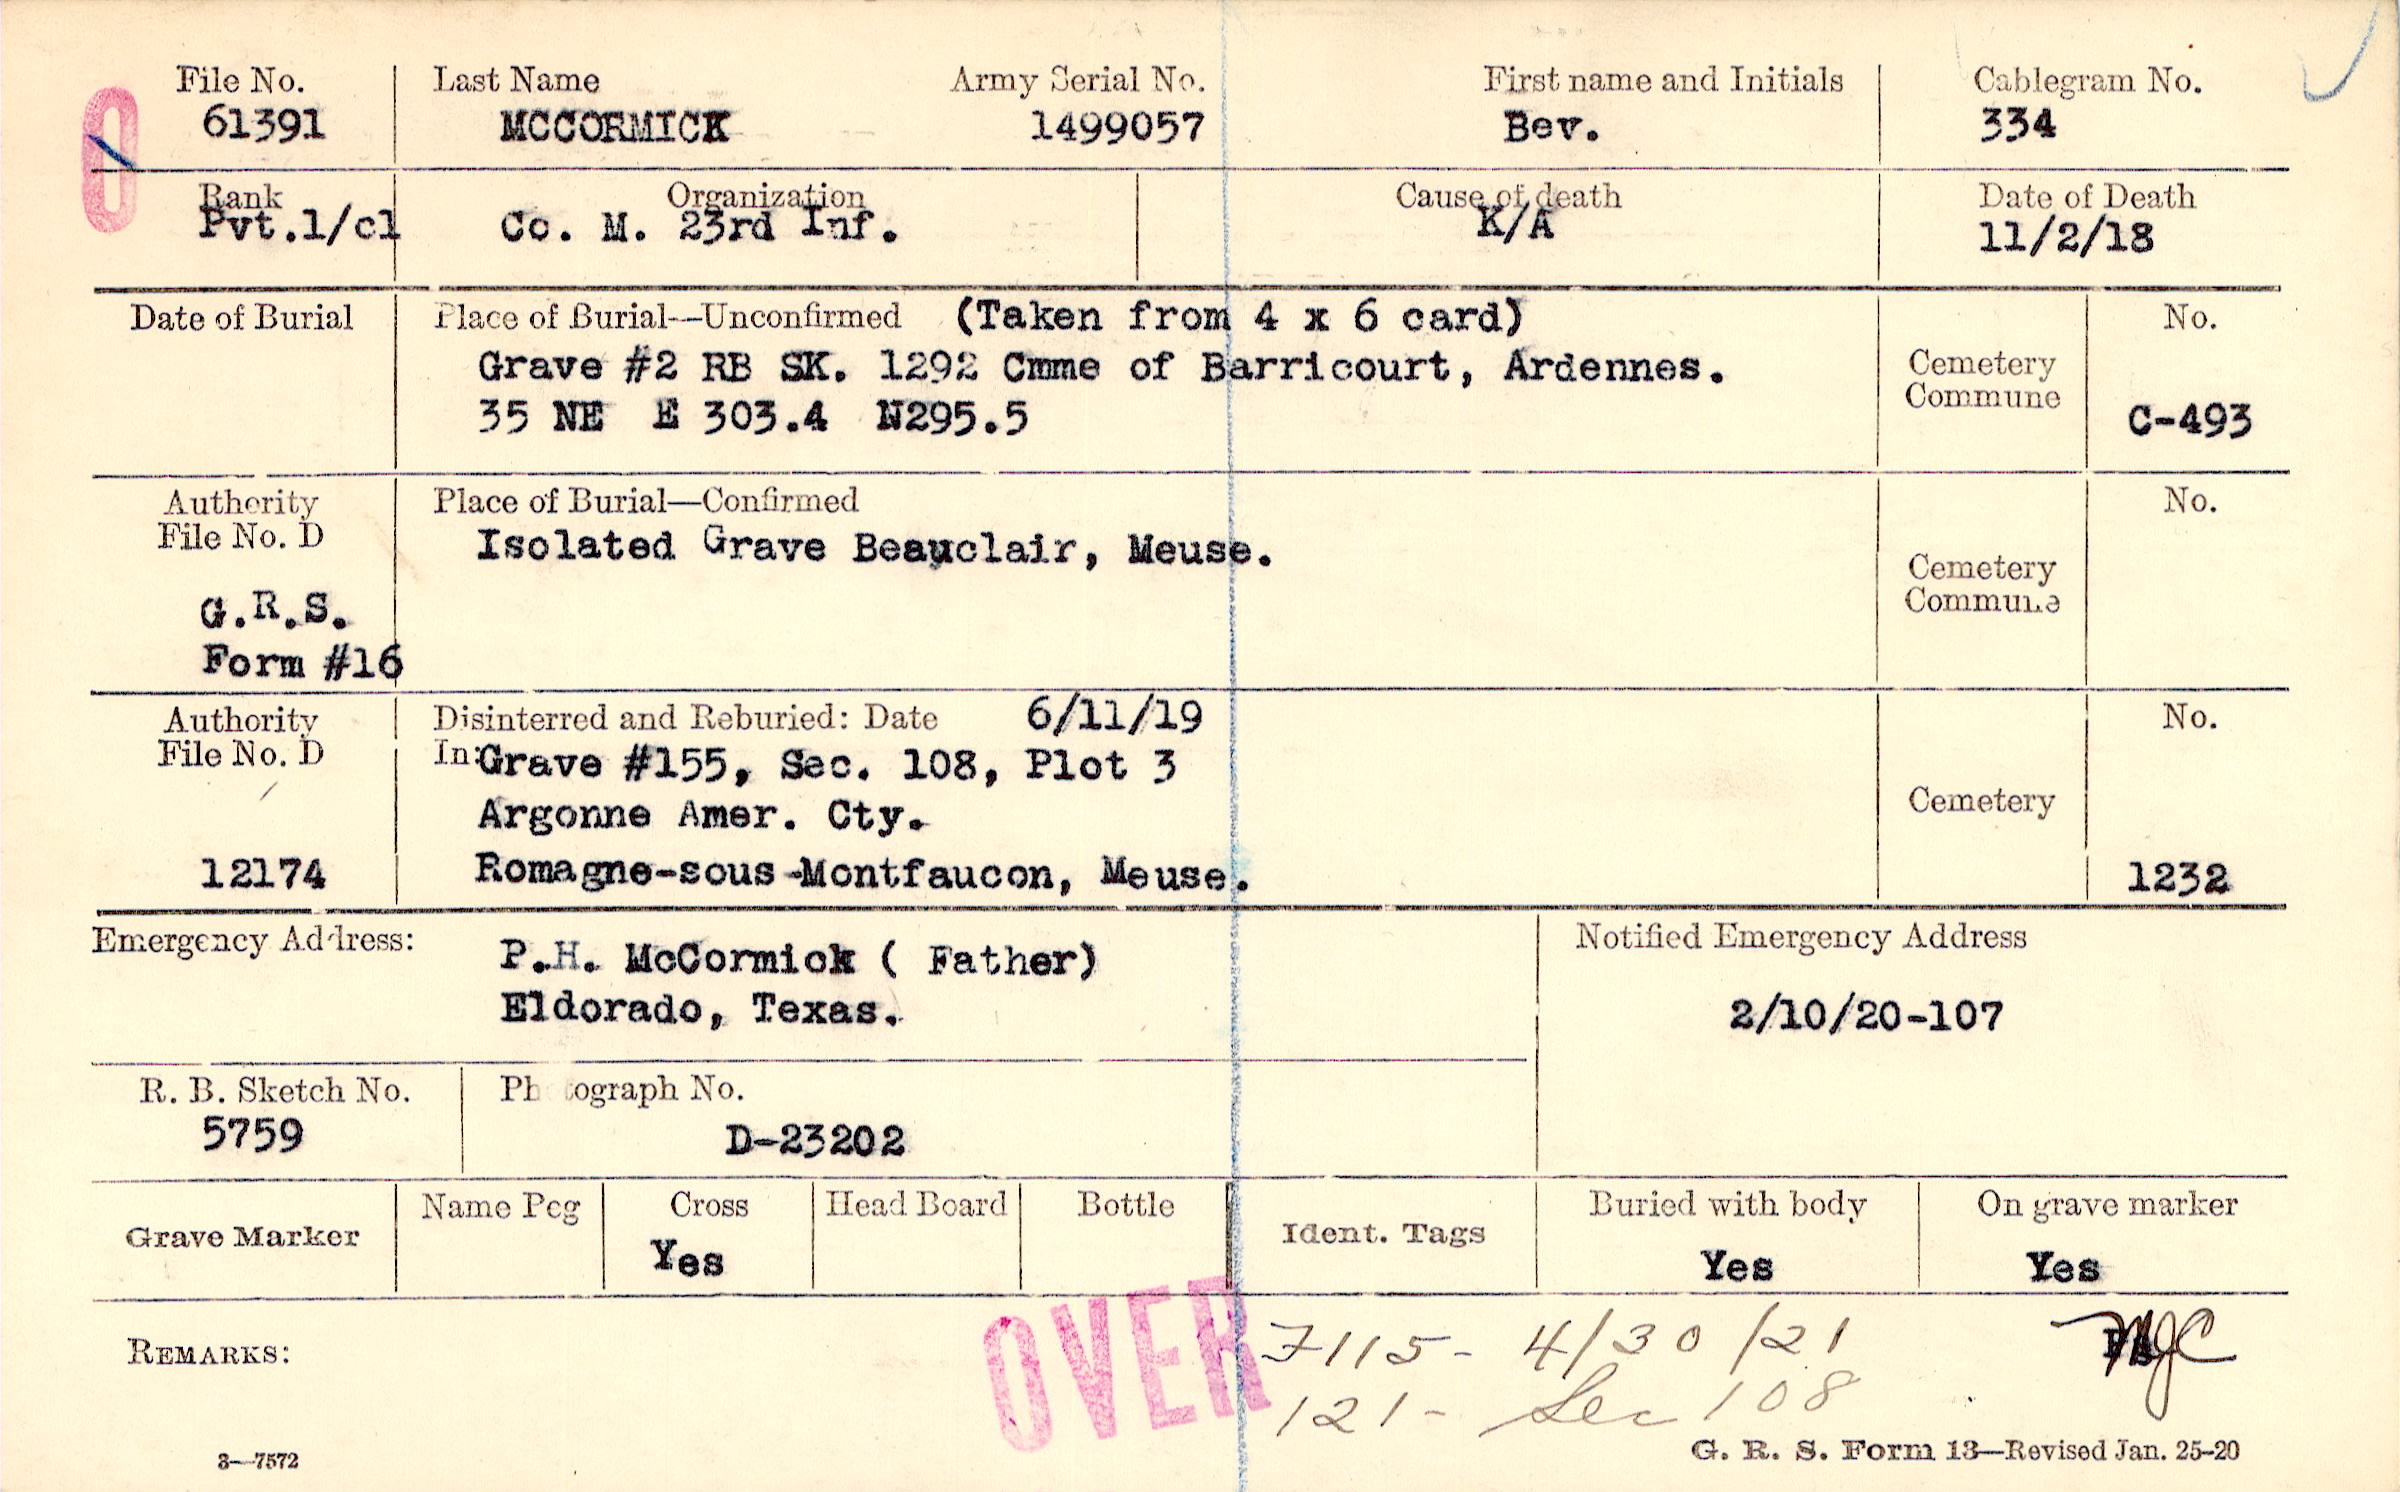 File No. Last Name Army Serial No. First name and Initials Cablegram No.
61391 MCCORMICK 1499057 Bev. 334
Rank Organization Cause of death Date of Death
Pvt.1/cl Co. M. 23rd Inf. K/A 11/2/18
Date of Burial Place of Burial—Unconfirmed (Taken from 4 x 6 card) No.
Grave #2 RB SK. 1292 Cmme of Barricourt, Ardennes. Cemetery
Commune
35 NE E 303.4 N295.5 C-493
Authority Place of Burial—Confirmed No.
File No. D Isolated Grave Beauclair, Meuse.
Cemetery
Commune
G.R.S.
Form #16
Authority Disinterred and Reburied: Date 6/11/19 No.
File No. D In: Grave #155, Sec. 108, Plot 3
Argonne Amer. Cty. Cemetery
12174 Romagne-sous-Montfaucon, Meuse. 1232
Emergency Address: P.H. McCormick ( Father) Notified Emergency Address
Eldorado, Texas. 2/10/20-107
R. B. Sketch No. Photograph No.
5759 D-23202
Grave Marker Name Peg Cross Head Board Bottle Ident. Tags Buried with body On grave marker
Yes Yes Yes
REMARKS: OVER 7115- 4/30/21 MJC
121- Sec 108
3—7572 G. R. S. Form 13—Revised Jan. 25-20